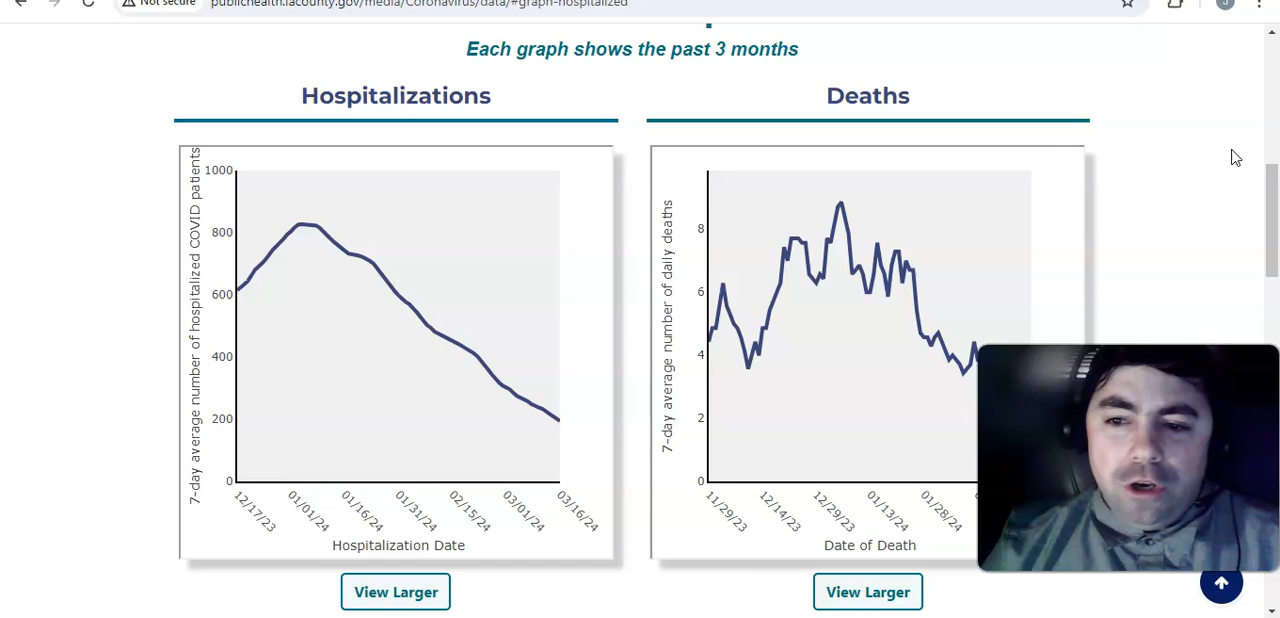 Not secure publichealth.lacounty.gov/media/Coronavirus/data/#graph-hospitalized J
Each graph shows the past 3 months
Hospitalizations
7-day average number of hospitalized COVID patients
1000
800
600
400
200
0
12/17/23 01/01/24 01/16/24 01/31/24 02/15/24 03/01/24 03/16/24
Hospitalization Date
View Larger
Deaths
7-day average number of daily deaths
8
6
4
2
0
11/29/23 12/14/23 12/29/23 01/13/24 01/28/24
Date of Death
View Larger